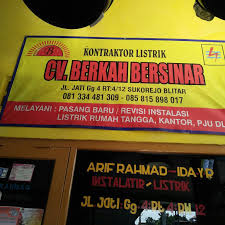 KONTRAKTOR LISTRIK
CV. BERKAH BERSINAR
JL. JATI Gg 4 RT:4/12 SUKOREJO BLITAR
081 334 481 309 - 085 815 898 017
MELAYANI : PASANG BARU / REVISI INSTALASI
LISTRIK RUMAH TANGGA, KANTOR, PJU DL
ARIF RAHMAD - IDAYR
INSTALATIR - LISTRIK
JL. JATI Gg 4 Rt 4 RW 12